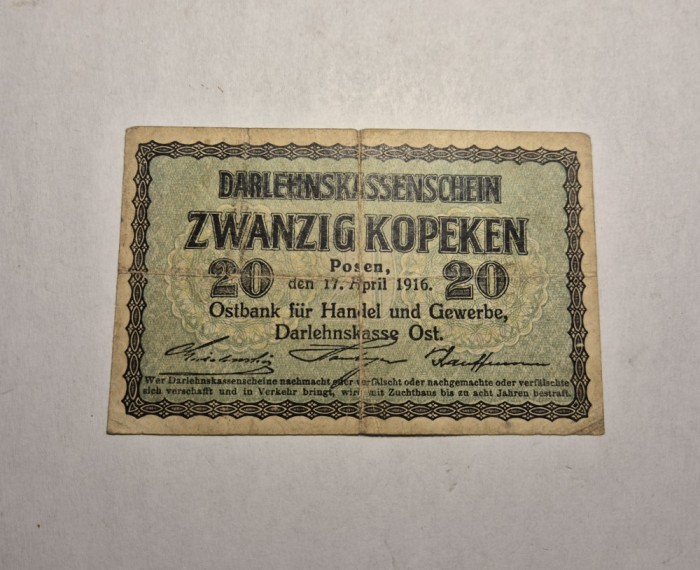 DARLEHNSKASSENSCHEIN
ZWANZIG KOPEKEN
20 Posen, 20
den 17. April 1916.
Ostbank für Handel und Gewerbe,
Darlehnskasse Ost.
Wer Darlehnskassenscheine nachmacht oder verfälscht oder nachgemachte oder verfälschte
sich verschafft und in Verkehr bringt, wird mit Zuchthaus bis zu acht Jahren bestraft.